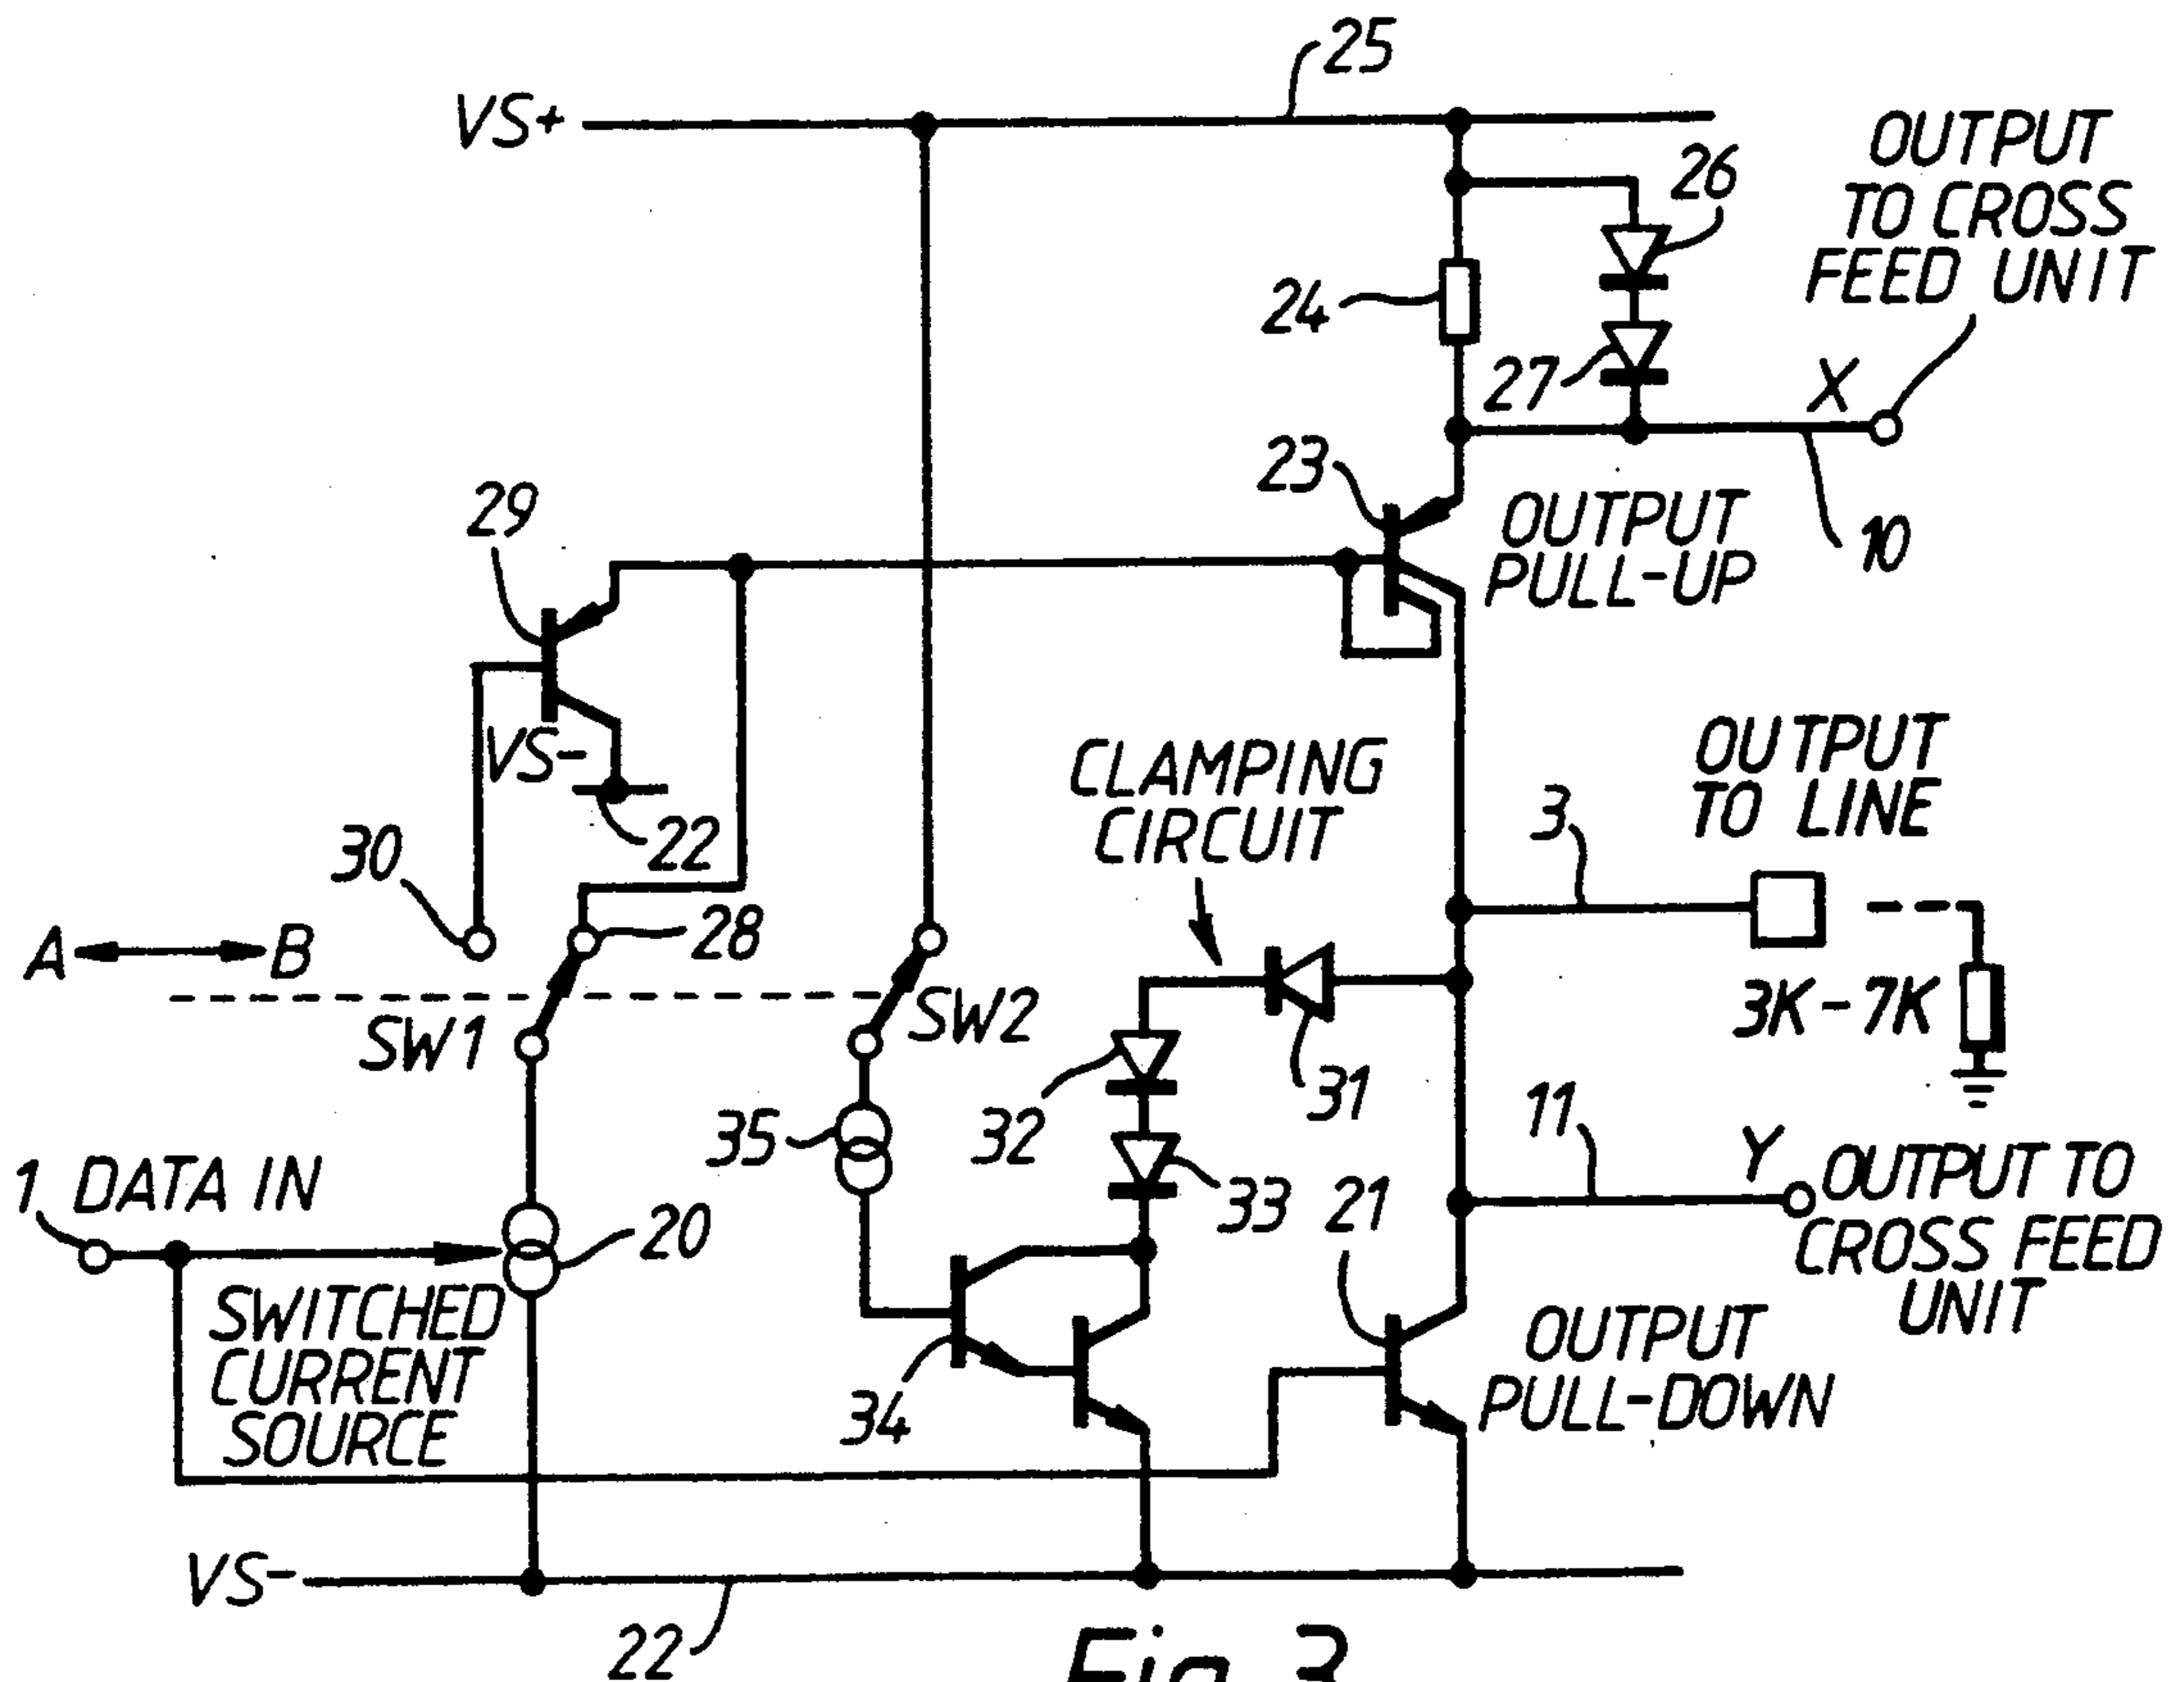 25
VS+
OUTPUT
TO CROSS
FEED UNIT
26
24
27
X
23
29
OUTPUT
PULL-UP
10
VS-
CLAMPING
CIRCUIT
OUTPUT
TO LINE
3
22
30
28
A
B
SW1
SW2
3K-7K
31
32
35
11
1 DATA IN
33
21
Y
OUTPUT TO
CROSS FEED
UNIT
20
SWITCHED
CURRENT
SOURCE
34
OUTPUT
PULL-DOWN
VS-
22
Fig. 3